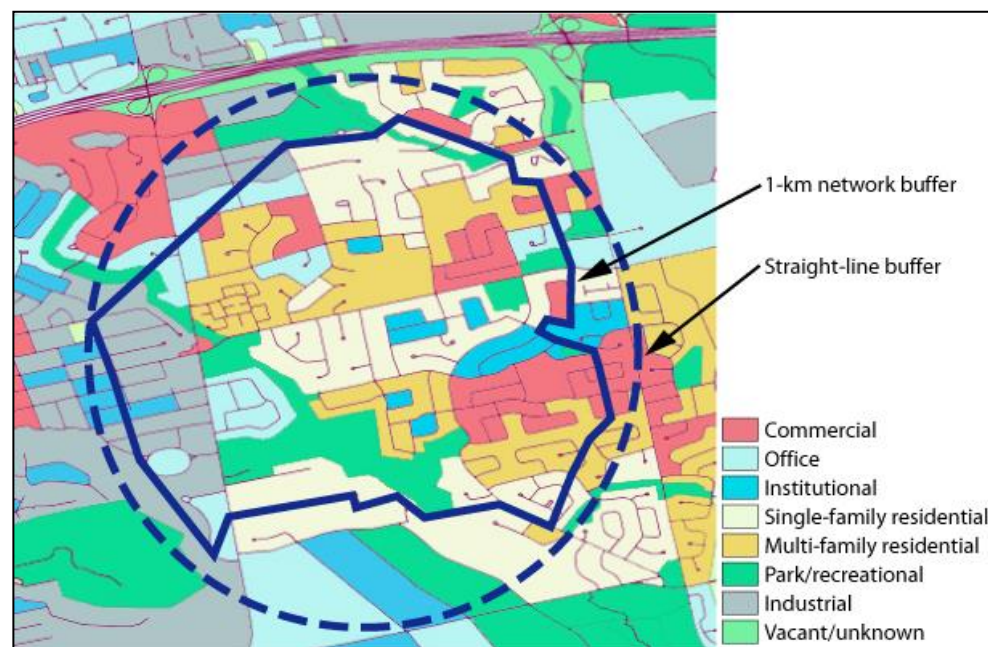 1-km network buffer
Straight-line buffer
Commercial
Office
Institutional
Single-family residential
Multi-family residential
Park/recreational
Industrial
Vacant/unknown